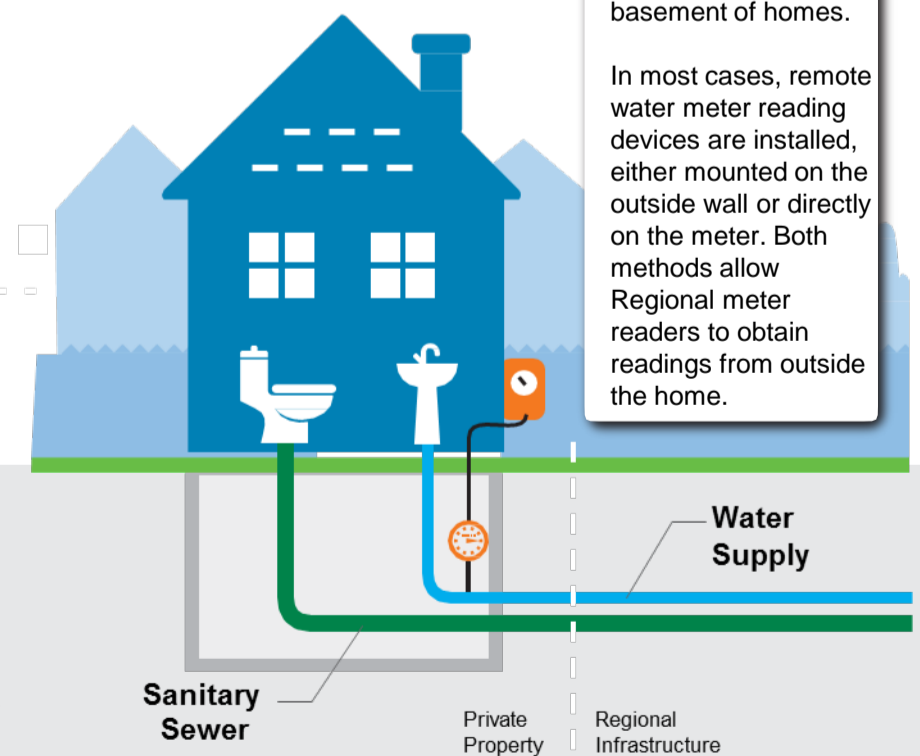 basement of homes.
In most cases, remote
water meter reading
devices are installed,
either mounted on the
outside wall or directly
on the meter. Both
methods allow
Regional meter
readers to obtain
readings from outside
the home.
Water
Supply
Sanitary
Sewer
Private
Property
Regional
Infrastructure